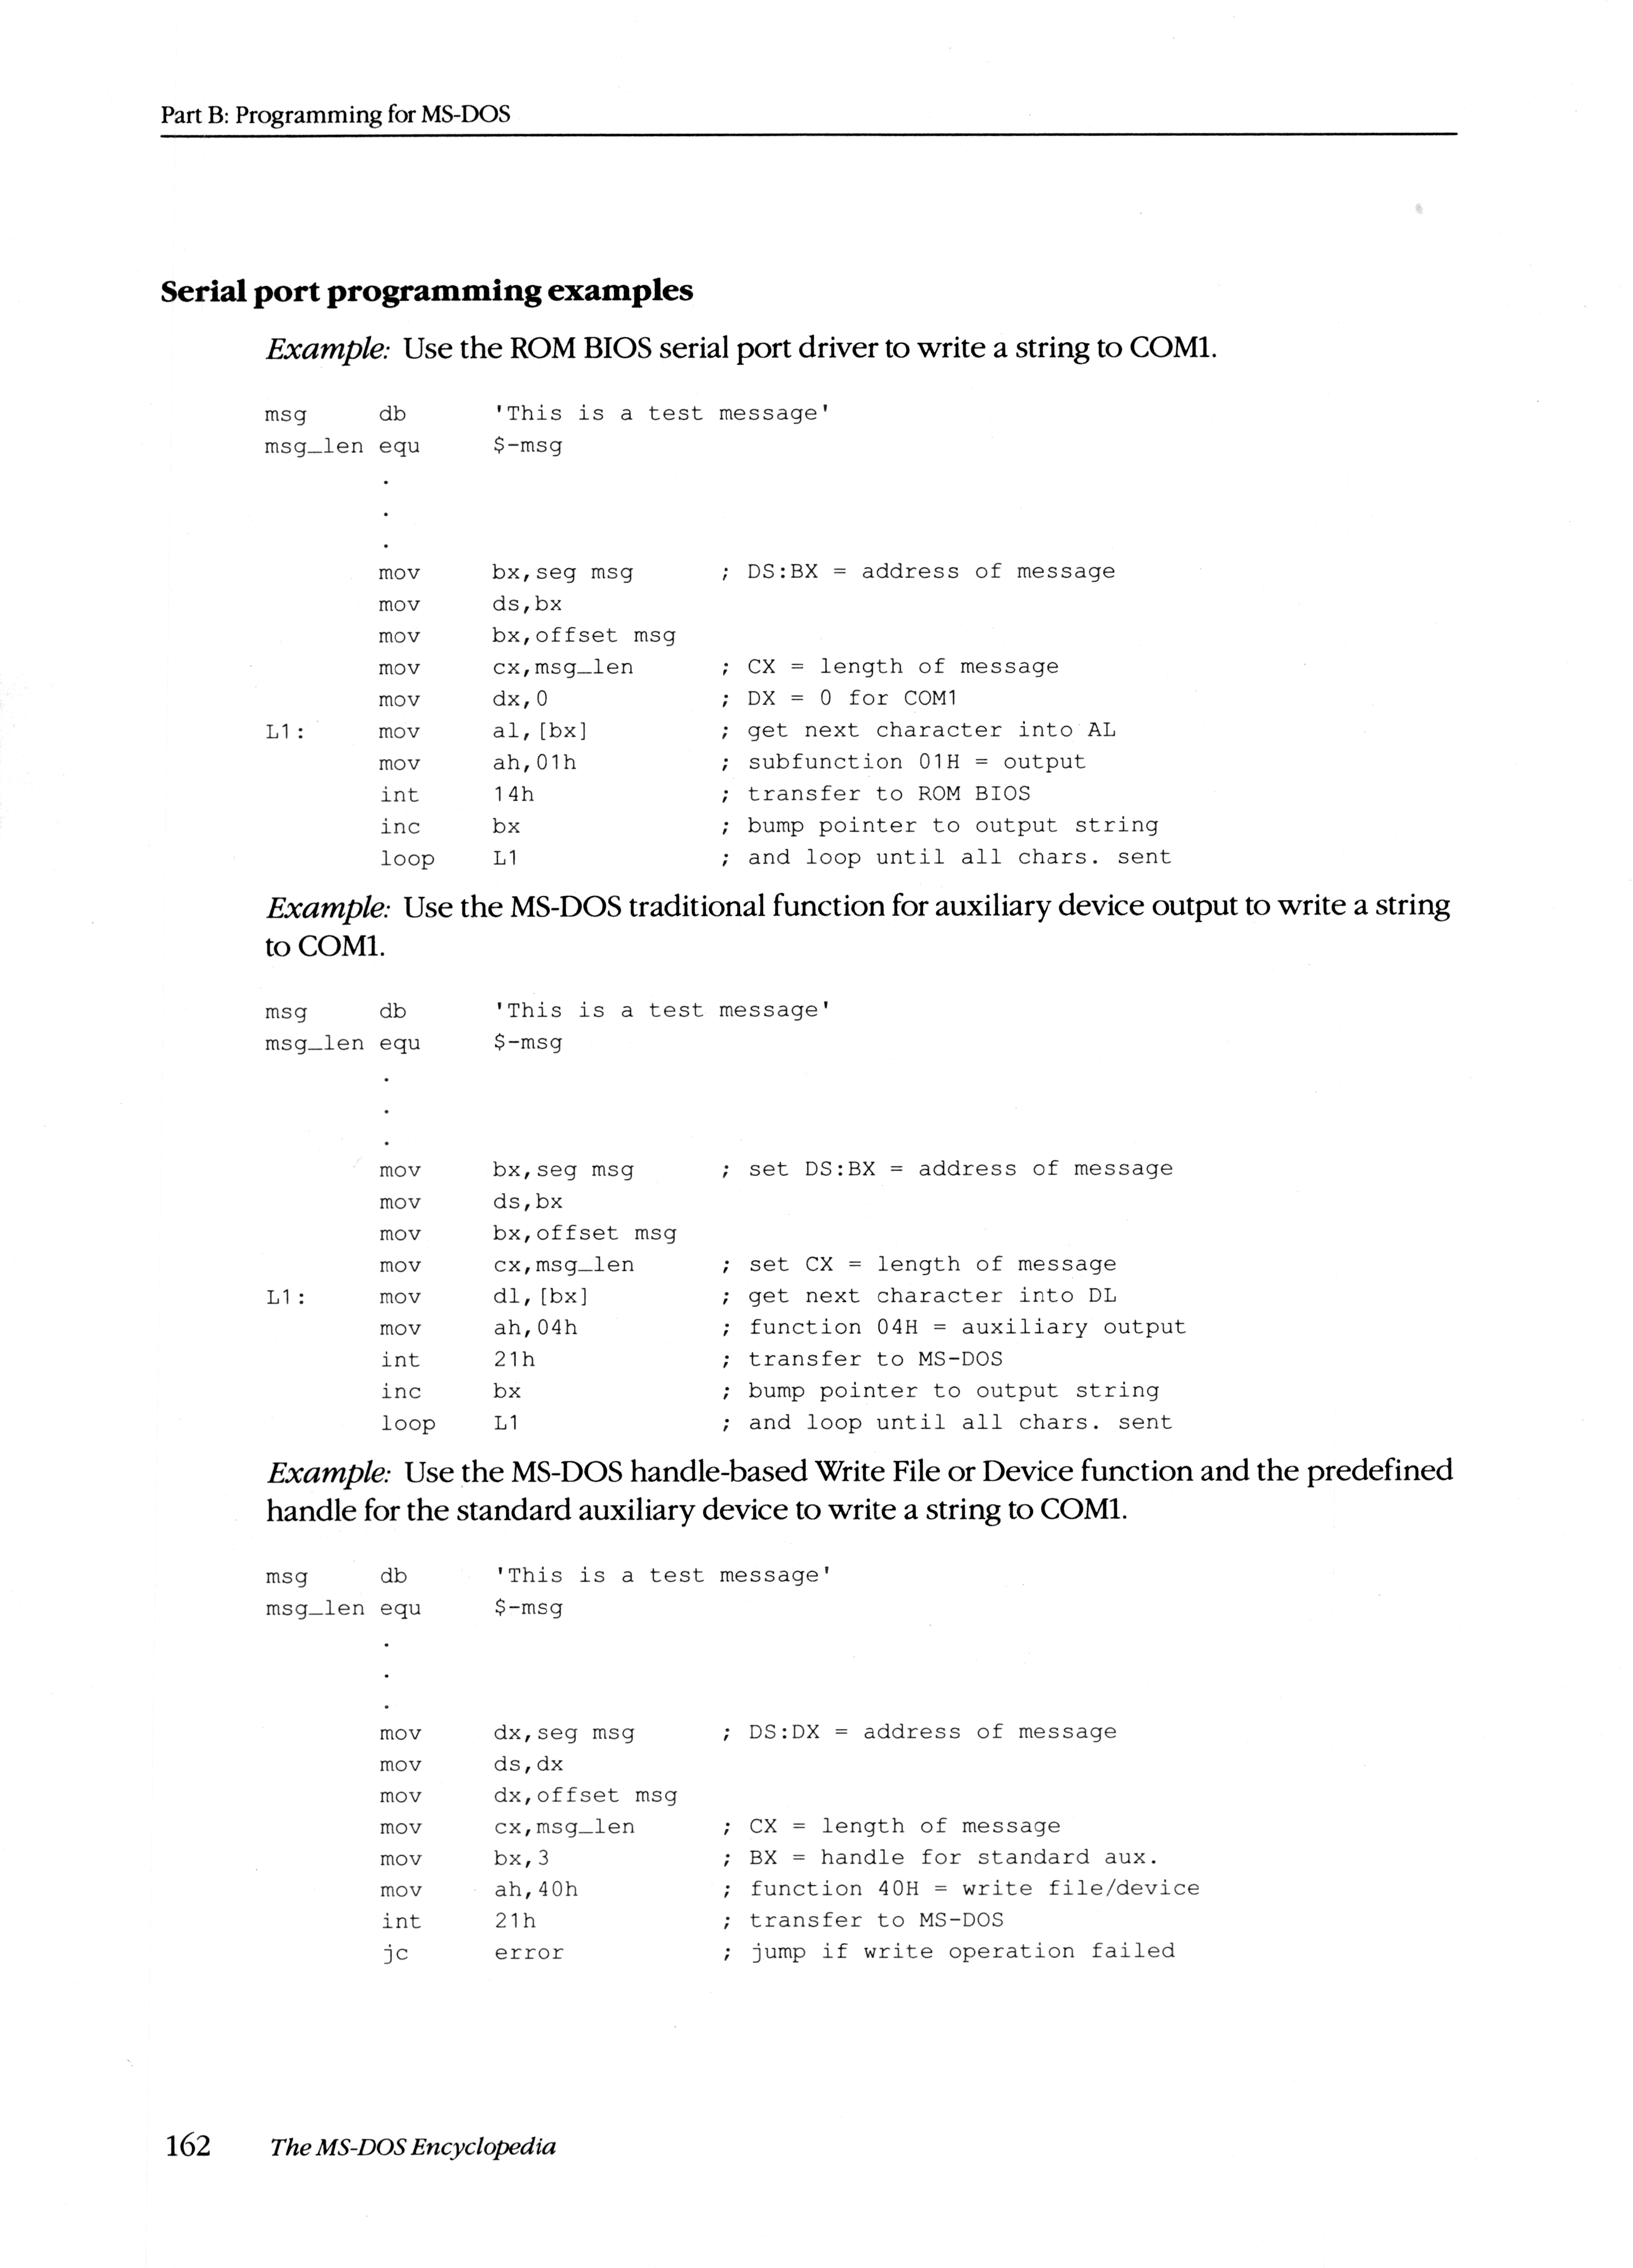 Part B: Programming for MS-DOS
Serial port programming examples
Example: Use the ROM BIOS serial port driver to write a string to COM1.
msg db 'This is a test message'
msg_len equ $-msg
.
.
.
mov bx,seg msg ; DS:BX = address of message
mov ds,bx
mov bx,offset msg
mov cx,msg_len ; CX = length of message
mov dx,0 ; DX = 0 for COM1
L1: mov al,[bx] ; get next character into AL
mov ah,01h ; subfunction 01H = output
int 14h ; transfer to ROM BIOS
inc bx ; bump pointer to output string
loop L1 ; and loop until all chars. sent
Example: Use the MS-DOS traditional function for auxiliary device output to write a string
to COM1.
msg db 'This is a test message'
msg_len equ $-msg
.
.
.
mov bx,seg msg ; set DS:BX = address of message
mov ds,bx
mov bx,offset msg
mov cx,msg_len ; set CX = length of message
L1: mov dl,[bx] ; get next character into DL
mov ah,04h ; function 04H = auxiliary output
int 21h ; transfer to MS-DOS
inc bx ; bump pointer to output string
loop L1 ; and loop until all chars. sent
Example: Use the MS-DOS handle-based Write File or Device function and the predefined
handle for the standard auxiliary device to write a string to COM1.
msg db 'This is a test message'
msg_len equ $-msg
.
.
.
mov dx,seg msg ; DS:DX = address of message
mov ds,dx
mov dx,offset msg
mov cx,msg_len ; CX = length of message
mov bx,3 ; BX = handle for standard aux.
mov ah,40h ; function 40H = write file/device
int 21h ; transfer to MS-DOS
jc error ; jump if write operation failed
162 The MS-DOS Encyclopedia